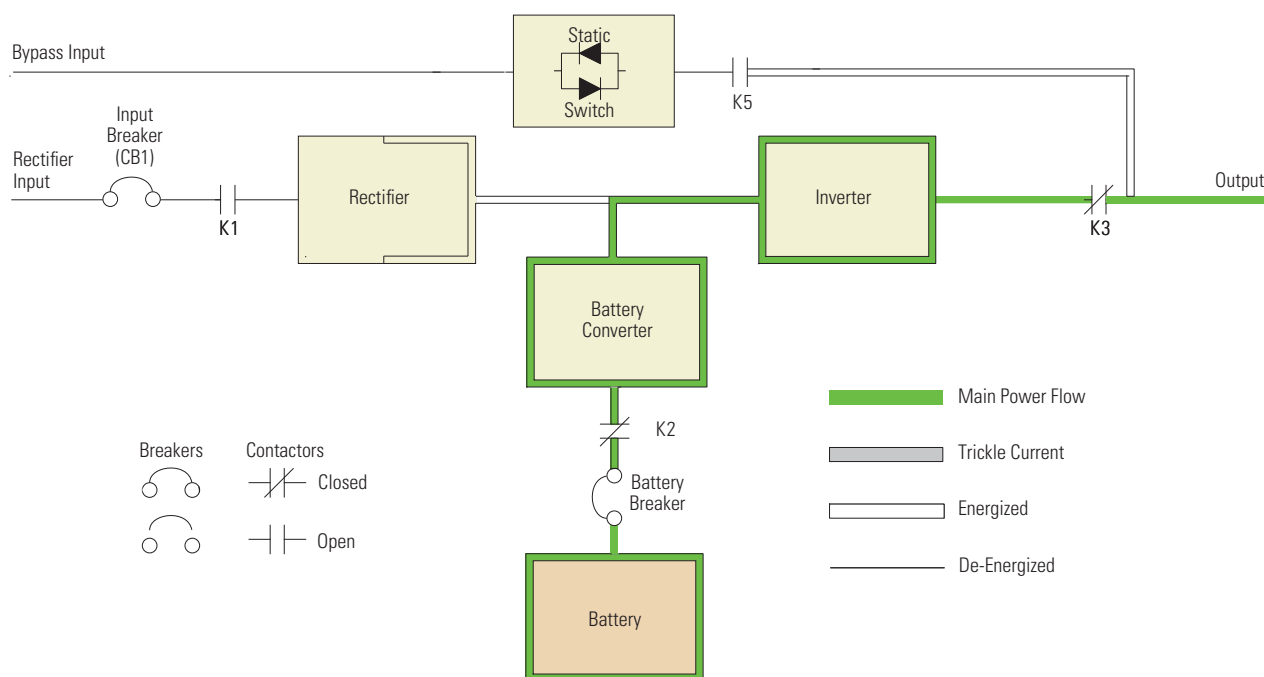 Bypass Input
Static
Switch
K5
Input
Breaker
(CB1)
Rectifier
Input
K1
Rectifier
Inverter
K3
Output
Battery
Converter
K2
Battery
Breaker
Battery
Breakers
Contactors
Closed
Open
Main Power Flow
Trickle Current
Energized
De-Energized